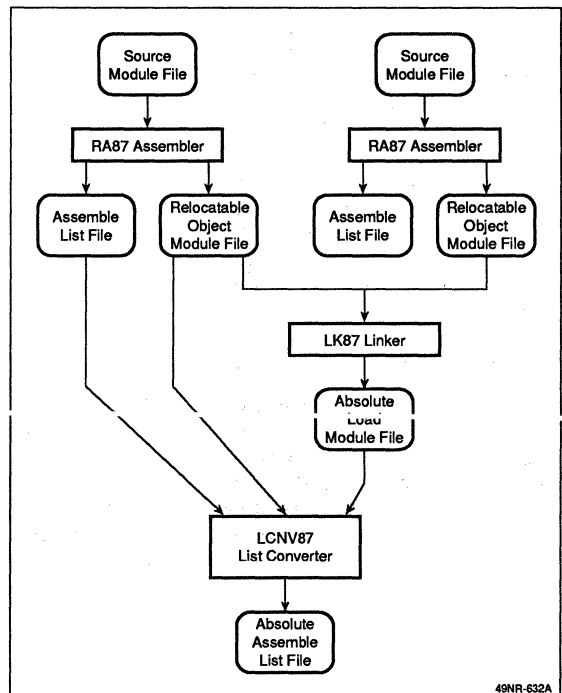 Source
Module File
Source
Module File
RA87 Assembler
RA87 Assembler
Assemble
List File
Relocatable
Object
Module File
Assemble
List File
Relocatable
Object
Module File
LK87 Linker
Absolute
Load
Module File
LCNV87
List Converter
Absolute
Assemble
List File
49NR-632A